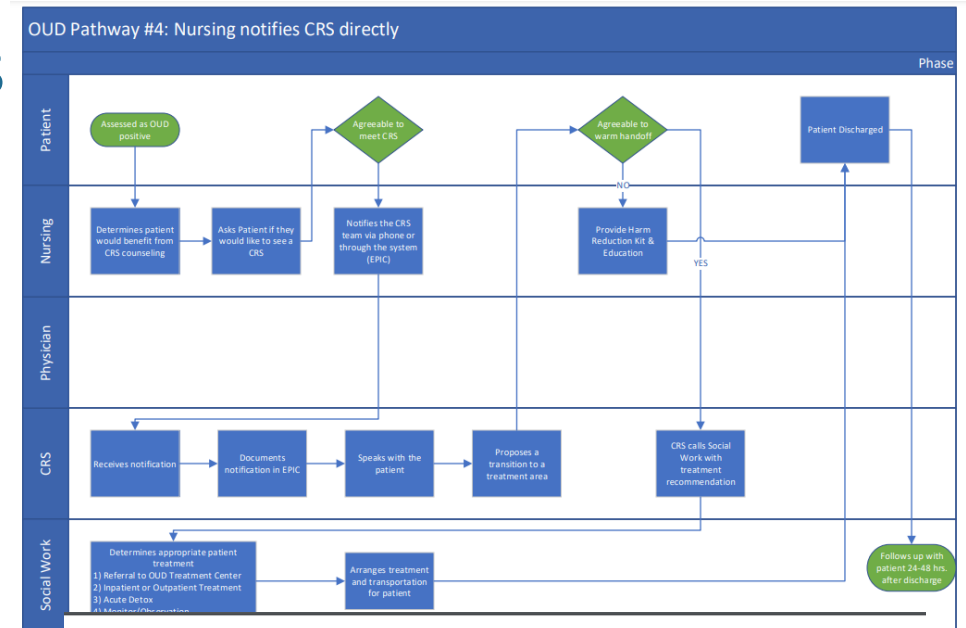 OUD Pathway #4: Nursing notifies CRS directly
Phase
Patient
Assessed as OUD
positive
Agreeable to
meet CRS
Agreeable to
warm handoff
Patient Discharged
NO
Nursing
Determines patient
would benefit from
CRS counseling
Asks Patient if they
would like to see a
CRS
Notifies the CRS
team via phone or
through the system
(EPIC)
Provide Harm
Reduction Kit &
Education
YES
Physician
CRS
Receives notification
Documents
notification in EPIC
Speaks with the
patient
Proposes a
transition to a
treatment area
CRS calls Social
Work with
treatment
recommendation
Social Work
Determines appropriate patient
treatment
1) Referral to OUD Treatment Center
2) Inpatient or Outpatient Treatment
3) Acute Detox
4) Monitor/Observation
Arranges treatment
and transportation
for patient
Follows up with
patient 24-48 hrs.
after discharge